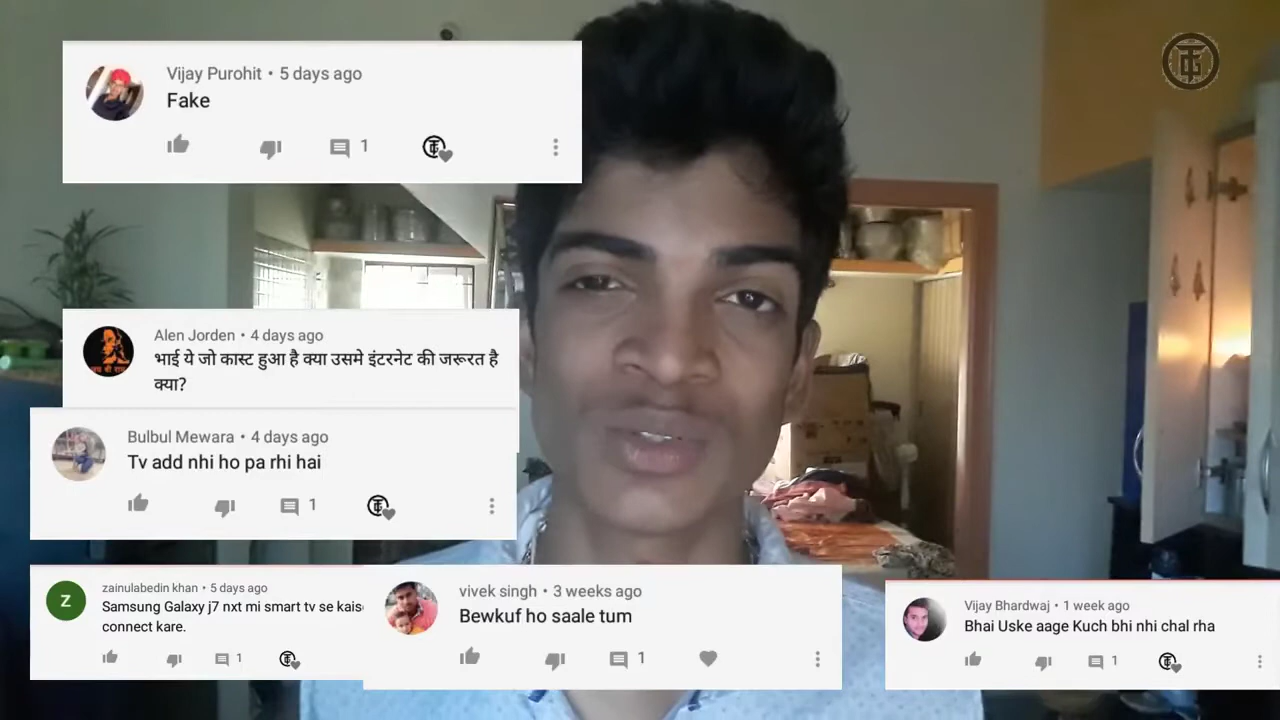 Vijay Purohit • 5 days ago
Fake
1
Alen Jorden • 4 days ago
भाई ये जो कास्ट हुआ है क्या उसमे इंटरनेट की जरूरत है
क्या?
Bulbul Mewara • 4 days ago
Tv add nhi ho pa rhi hai
1
Z
zainulabedin khan • 5 days ago
Samsung Galaxy j7 nxt mi smart tv se kais
connect kare.
1
vivek singh • 3 weeks ago
Bewkuf ho saale tum
1
Vijay Bhardwaj • 1 week ago
Bhai Uske aage Kuch bhi nhi chal rha
1